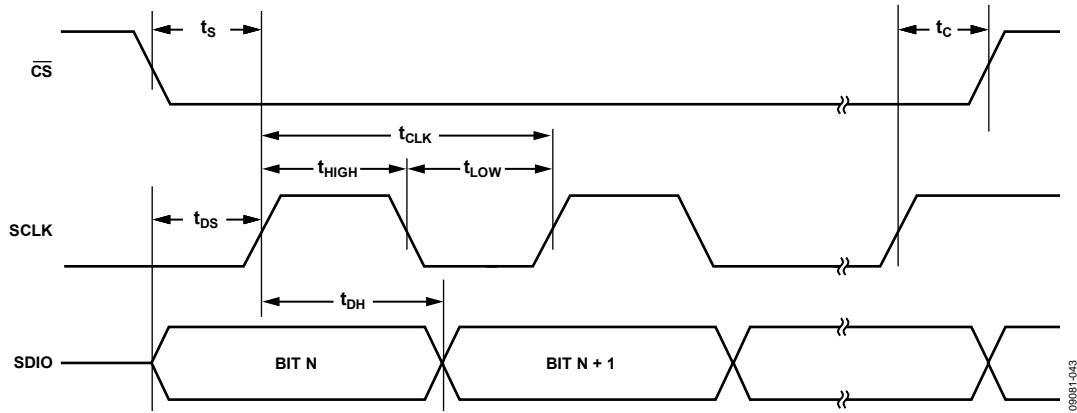 tS
tC
CS
tCLK
tHIGH
tLOW
tDS
SCLK
tDH
SDIO
BIT N
BIT N + 1
09081-043